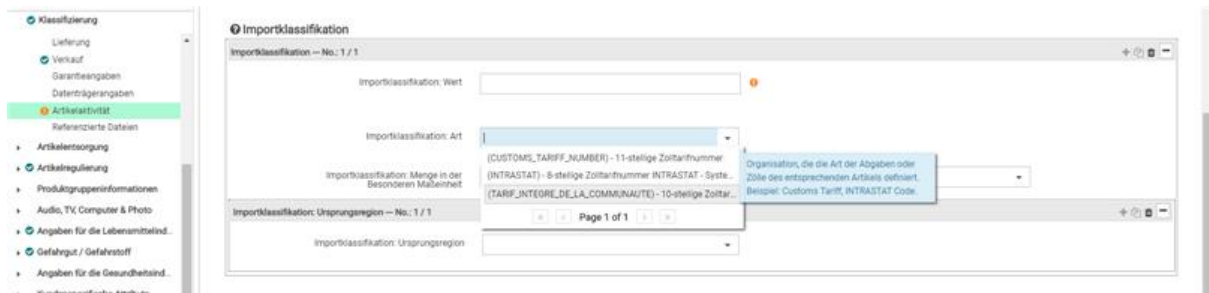 Klassifizierung
Lieferung
Verkauf
Garantieangaben
Datenträgerangaben
Artikelaktivität
Referenzierte Dateien
Artikelentsorgung
Artikelregulierung
Produktgruppeninformationen
Audio, TV, Computer & Photo
Angaben für die Lebensmittelind...
Gefahrgut / Gefahrstoff
Angaben für die Gesundheitsind...
Importklassifikation
Importklassifikation — No.: 1 / 1
Importklassifikation: Wert
Importklassifikation: Art
(CUSTOMS_TARIFF_NUMBER) - 11-stellige Zolltarifnummer
(INTRASTAT) - 8-stellige Zolltarifnummer INTRASTAT - Syste...
(TARIF_INTEGRE_DE_LA_COMMUNAUTE) - 10-stellige Zolltar...
« ‹ Page 1 of 1 › »
Organisation, die die Art der Abgaben oder
Zölle des entsprechenden Artikels definiert.
Beispiel: Customs Tariff, INTRASTAT Code.
Importklassifikation: Menge in der
Besonderen Maßeinheit
Importklassifikation: Ursprungsregion — No.: 1 / 1
Importklassifikation: Ursprungsregion